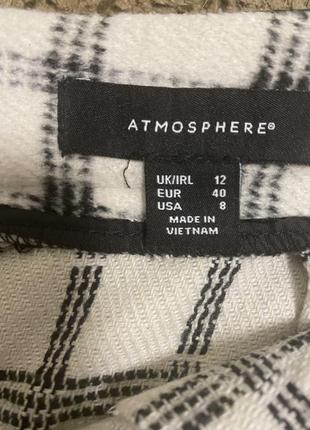 ATMOSPHERE®
UK/IRL 12
EUR 40
USA 8
MADE IN
VIETNAM